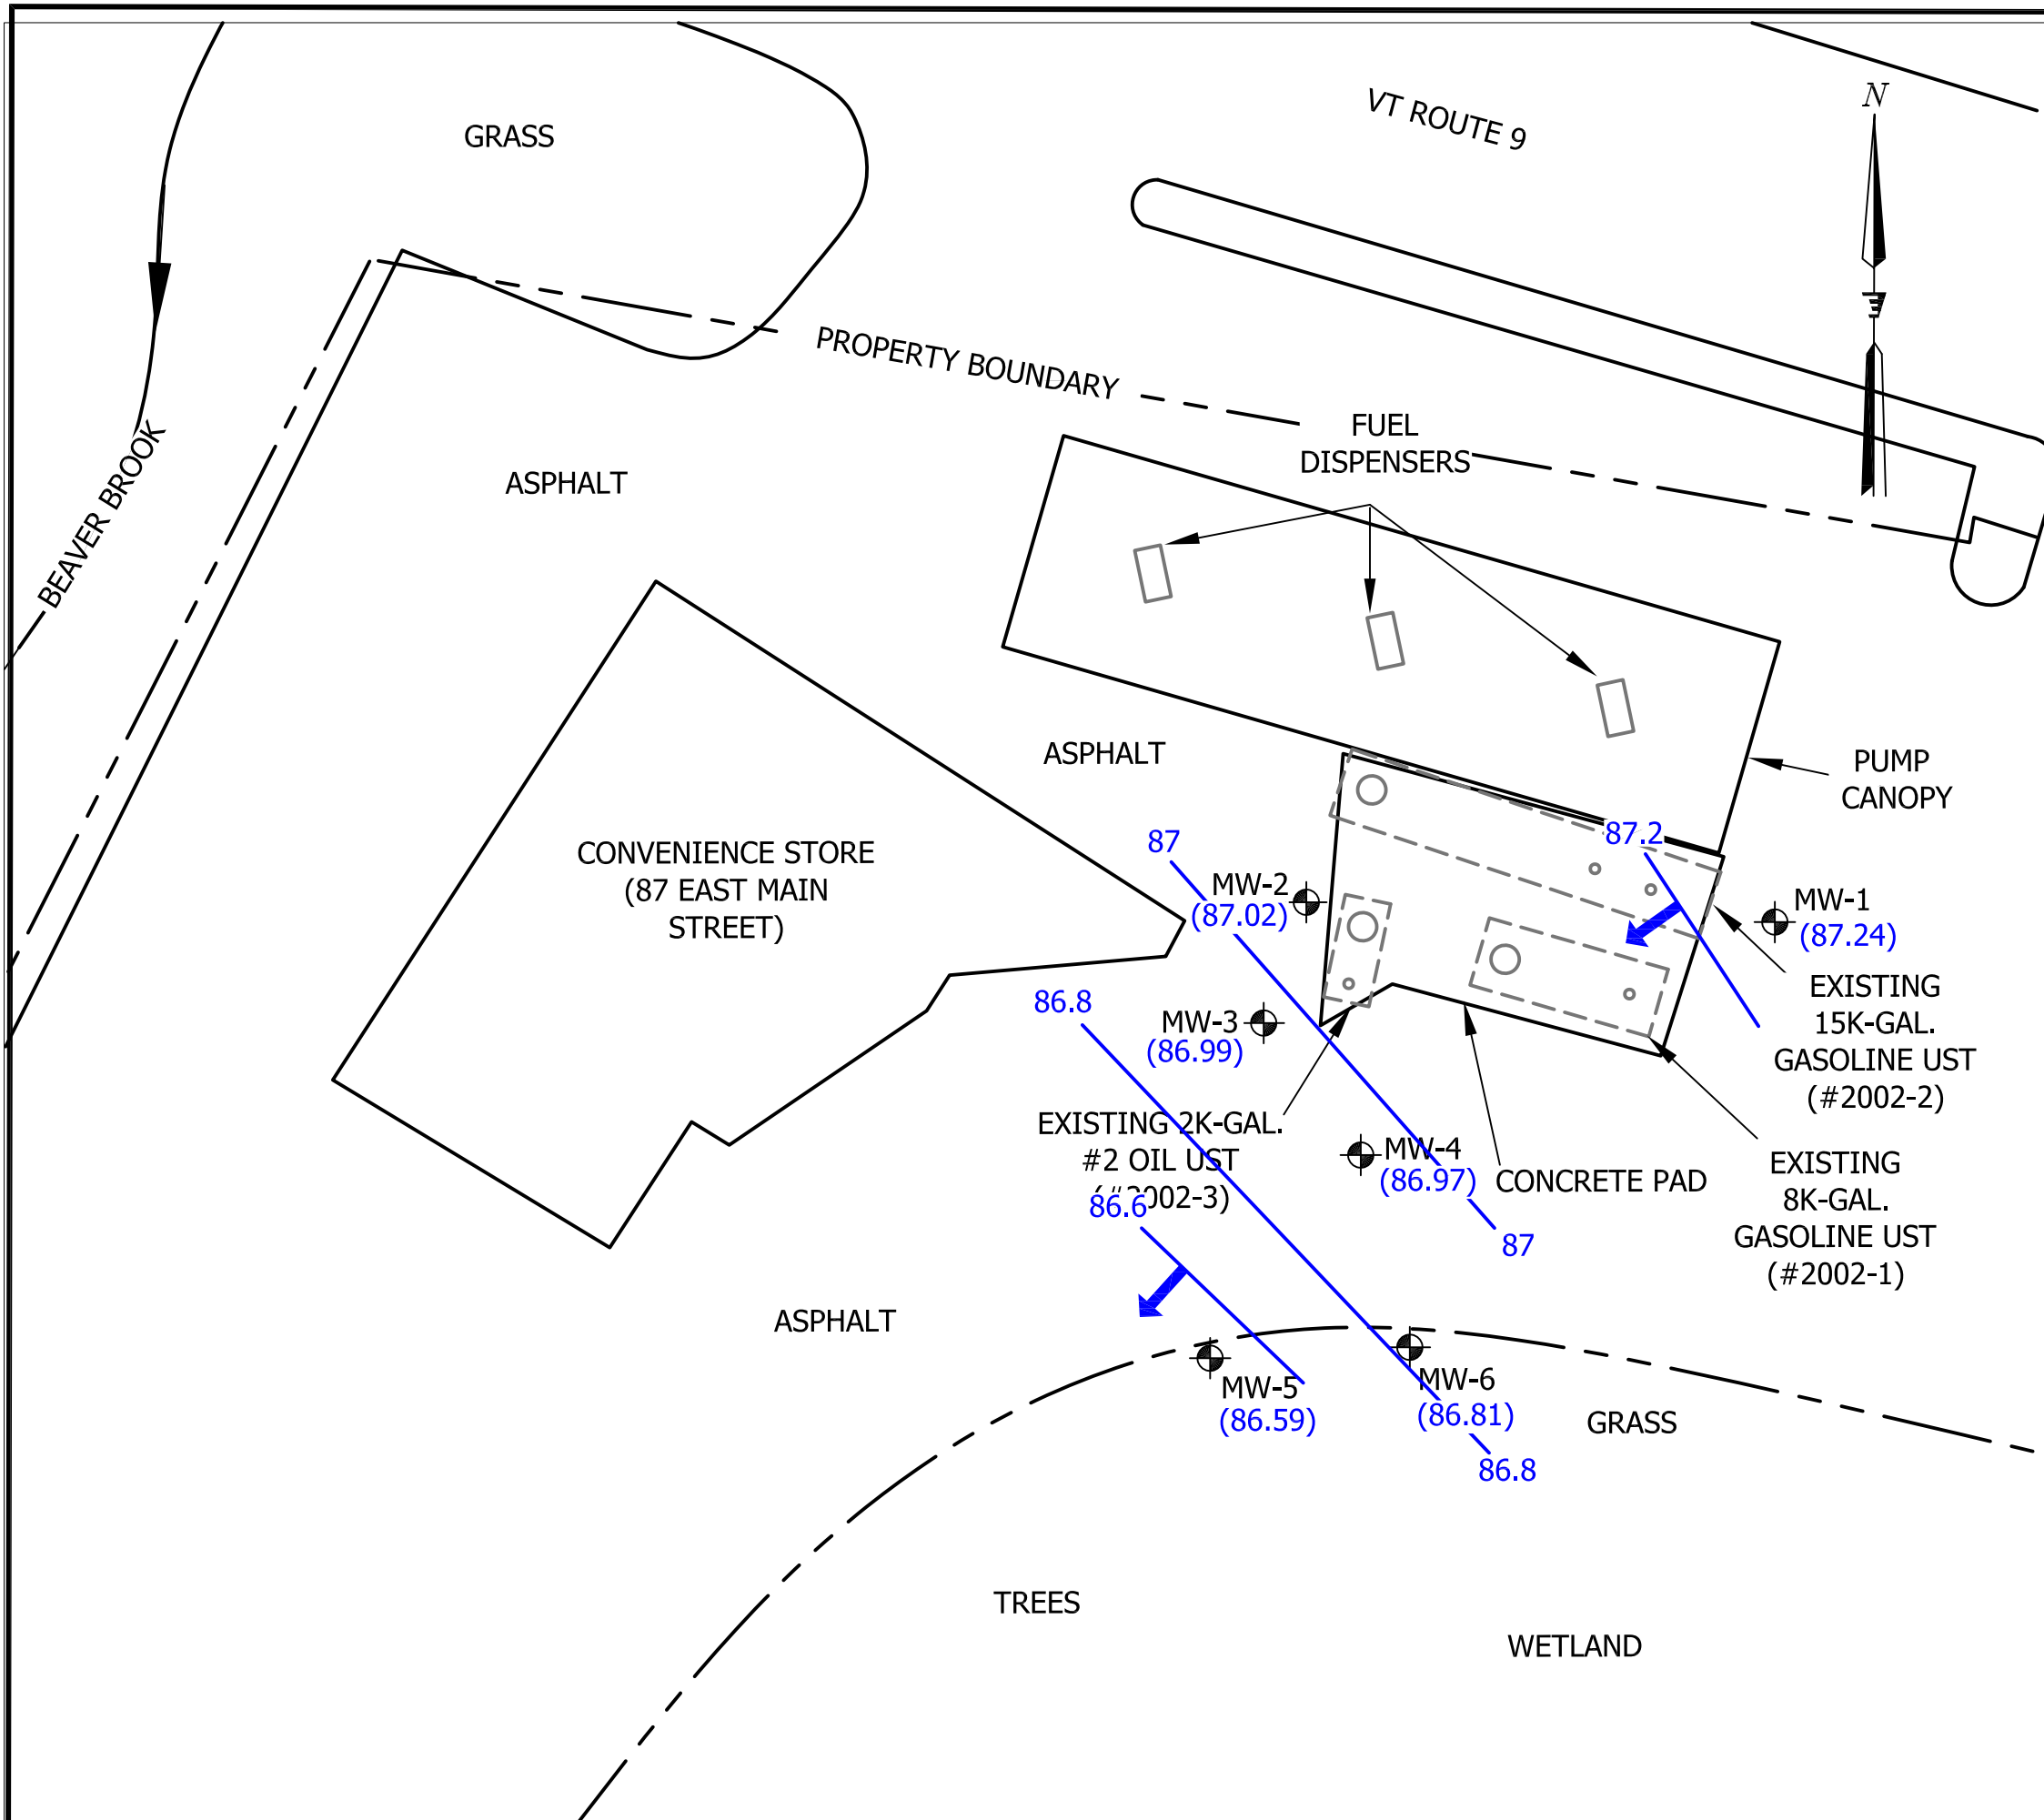 GRASS
VT ROUTE 9
N
PROPERTY BOUNDARY
FUEL
DISPENSERS
BEAVER BROOK
ASPHALT
ASPHALT
PUMP
CANOPY
87
87.2
CONVENIENCE STORE
(87 EAST MAIN
STREET)
MW-2
(87.02)
MW-1
(87.24)
86.8
MW-3
(86.99)
EXISTING
15K-GAL.
GASOLINE UST
(#2002-2)
EXISTING 2K-GAL.
#2 OIL UST
(#2002-3)
86.6
MW-4
(86.97)
CONCRETE PAD
EXISTING
8K-GAL.
GASOLINE UST
(#2002-1)
87
ASPHALT
MW-5
(86.59)
MW-6
(86.81)
GRASS
86.8
TREES
WETLAND